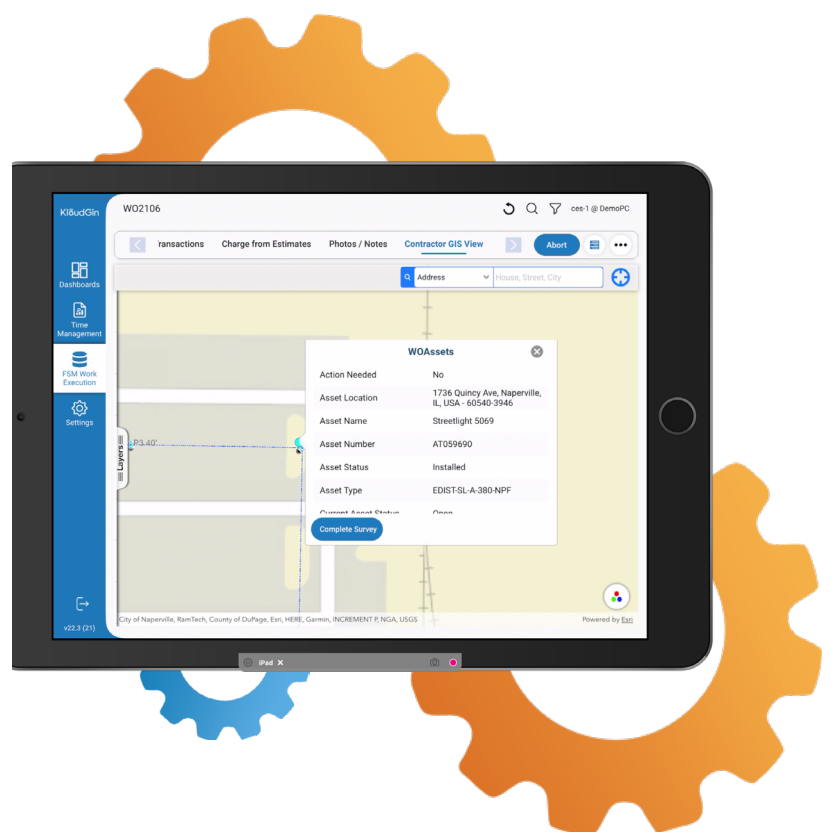 KloudGin
WO2106
ces-1 @ DemoPC
ransactions
Charge from Estimates
Photos / Notes
Contractor GIS View
Abort
Dashboards
Address
House, Street, City
Time
Management
FSM Work
Execution
Settings
WOAssets
Action Needed No
Asset Location 1736 Quincy Ave, Naperville,
IL, USA - 60540-3946
Asset Name Streetlight 5069
P3 40'
Asset Number AT059690
Layers
Asset Status Installed
Asset Type EDIST-SL-A-380-NPF
Current Asset Status Open
Complete Survey
v22.3 (21)
City of Naperville, RamTech, County of DuPage, Esri, HERE, Garmin, INCREMENT P, NGA, USGS
Powered by Esri
iPad